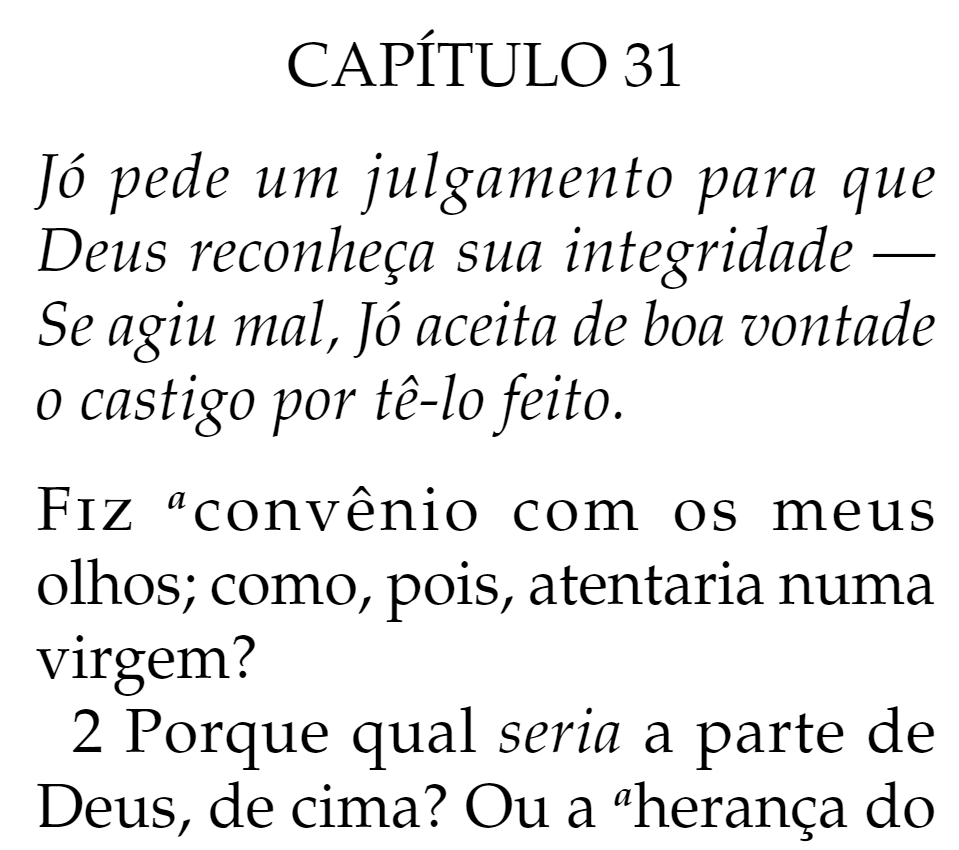 CAPÍTULO 31
Jó pede um julgamento para que
Deus reconheça sua integridade —
Se agiu mal, Jó aceita de boa vontade
o castigo por tê-lo feito.
Fiz ᵃconvênio com os meus
olhos; como, pois, atentaria numa
virgem?
2 Porque qual seria a parte de
Deus, de cima? Ou a ᵃherança do